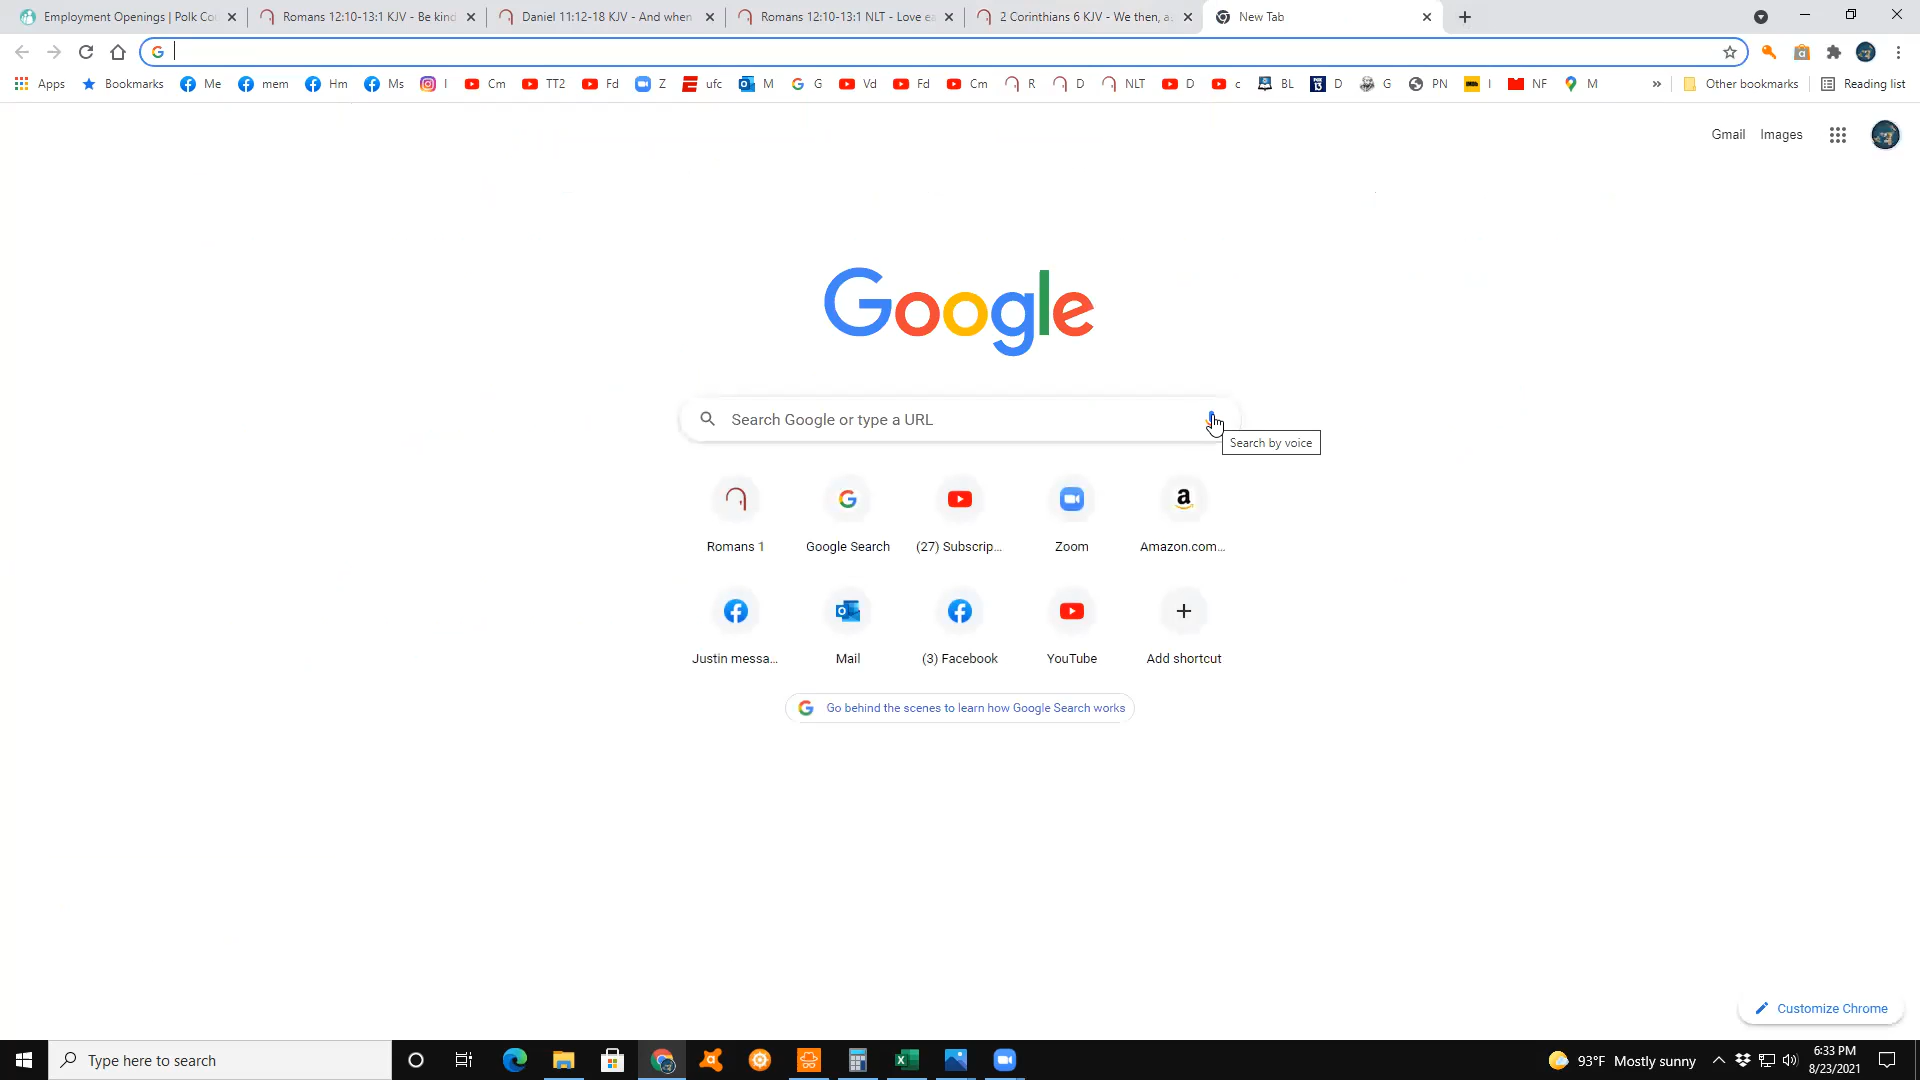 Employment Openings | Polk Co
Romans 12:10-13:1 KJV - Be kind
Daniel 11:12-18 KJV - And when
Romans 12:10-13:1 NLT - Love ea
2 Corinthians 6 KJV - We then, a
New Tab
Apps
Bookmarks
Me
mem
Hm
Ms
I
Cm
TT2
Fd
Z
ufc
M
G
Vd
Fd
Cm
R
D
NLT
D
c
BL
D
G
PN
I
NF
M
»
Other bookmarks
Reading list
Gmail
Images
Google
Search Google or type a URL
Search by voice
Romans 1
Google Search
(27) Subscrip...
Zoom
Amazon.com...
Justin messa...
Mail
(3) Facebook
YouTube
Add shortcut
Go behind the scenes to learn how Google Search works
Customize Chrome
Type here to search
93°F Mostly sunny
6:33 PM
8/23/2021